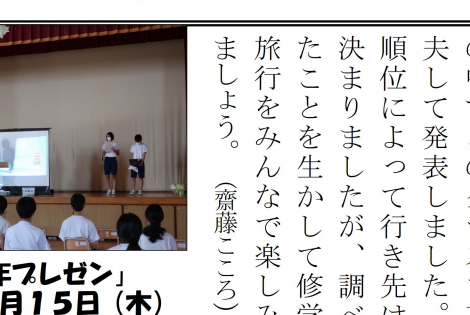 夫して発表しました。
順位によって行き先は
決まりましたが、調べ
たことを生かして修学
旅行をみんなで楽しみ
ましょう。(齋藤こころ)
年プレゼン」
月15日(木)